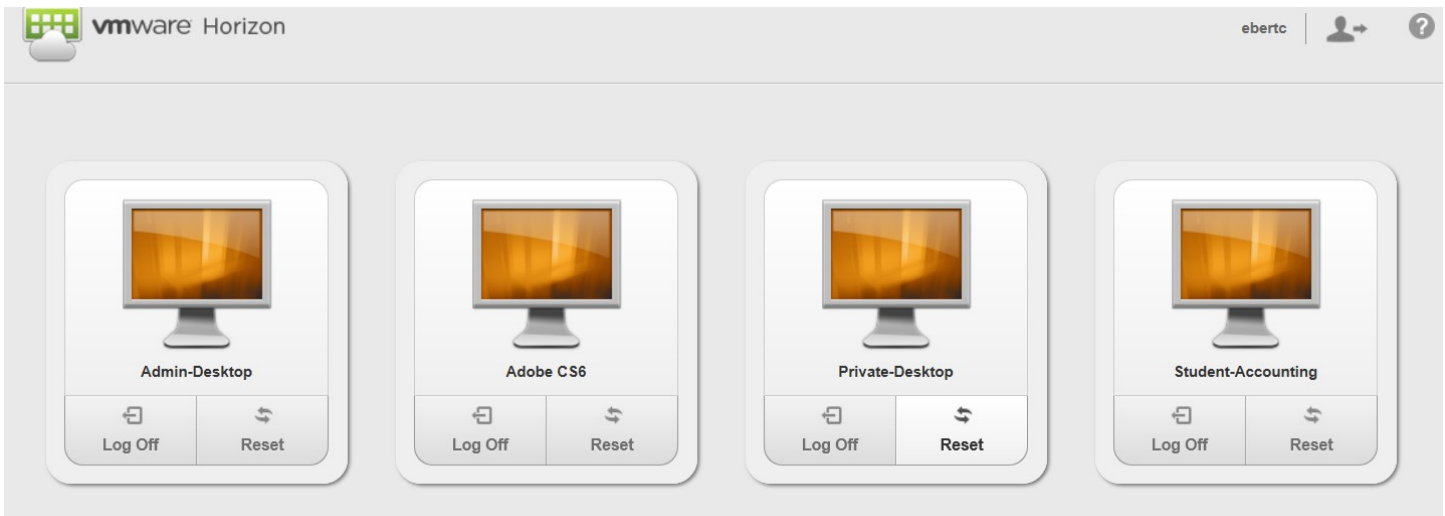 vmware Horizon
ebertc
?
Admin-Desktop
Log Off
Reset
Adobe CS6
Log Off
Reset
Private-Desktop
Log Off
Reset
Student-Accounting
Log Off
Reset